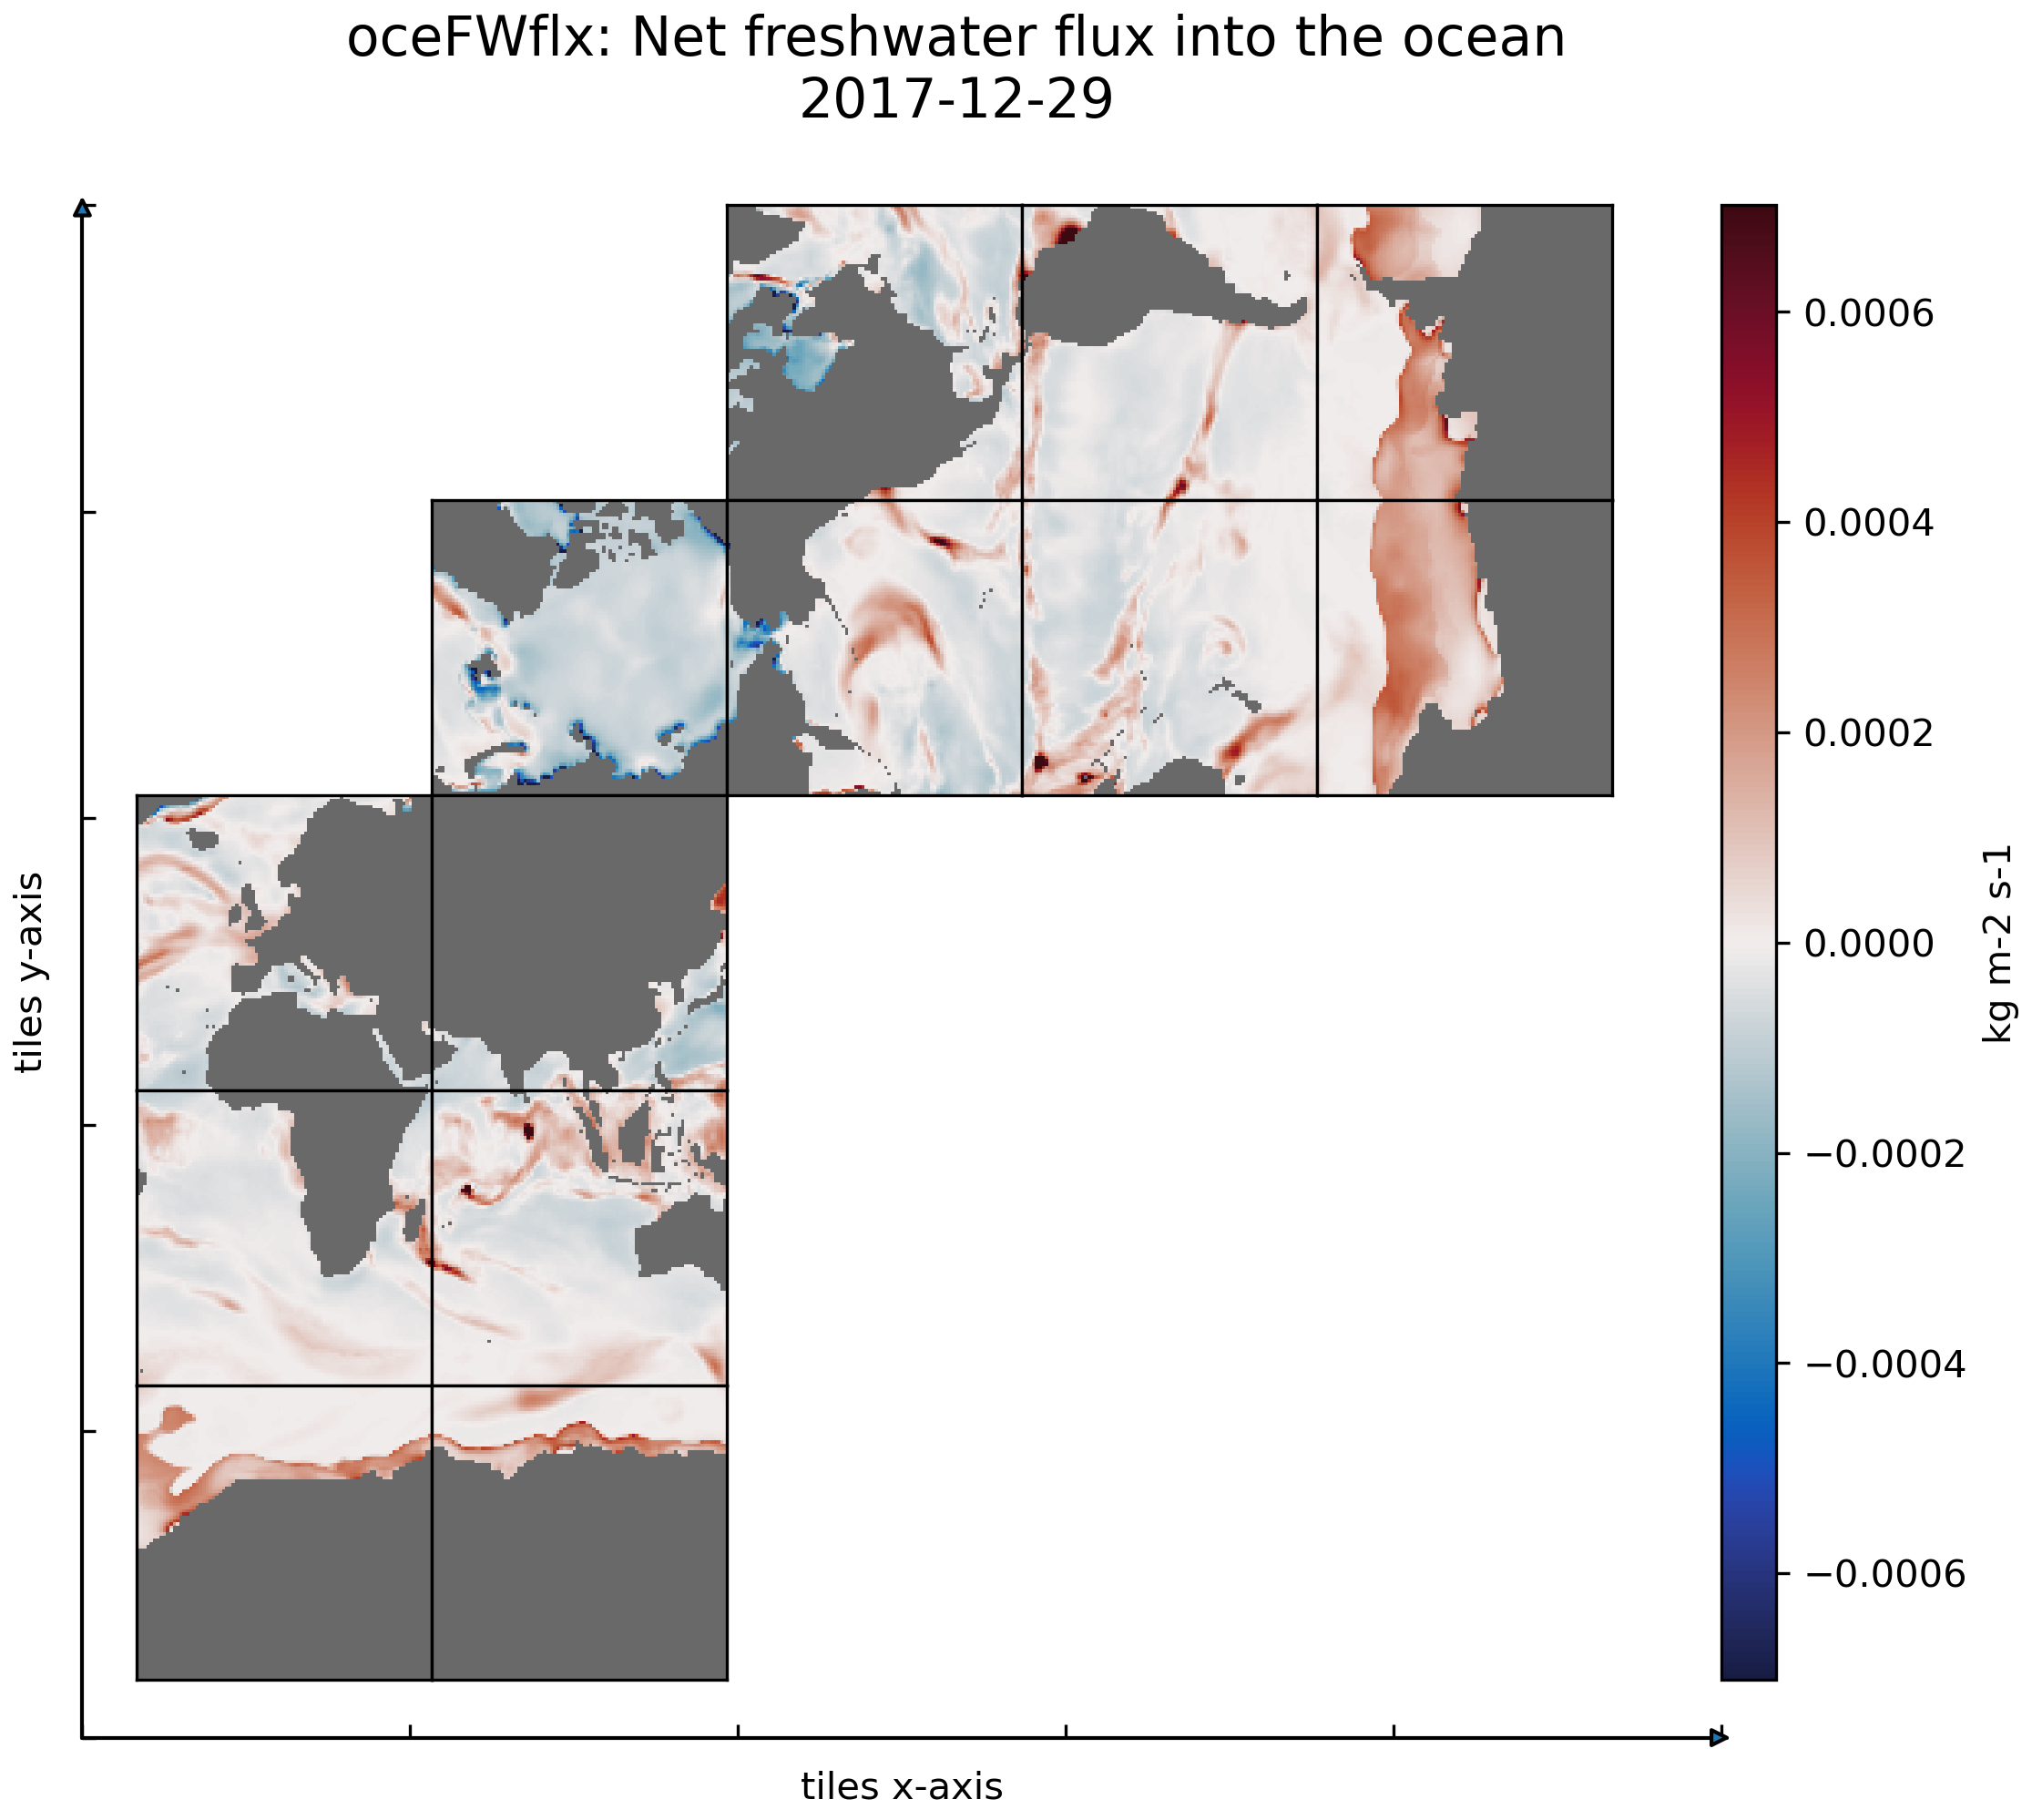 oceFWflx: Net freshwater flux into the ocean
2017-12-29
tiles y-axis
tiles x-axis
0.0006
0.0004
0.0002
0.0000
−0.0002
−0.0004
−0.0006
kg m-2 s-1